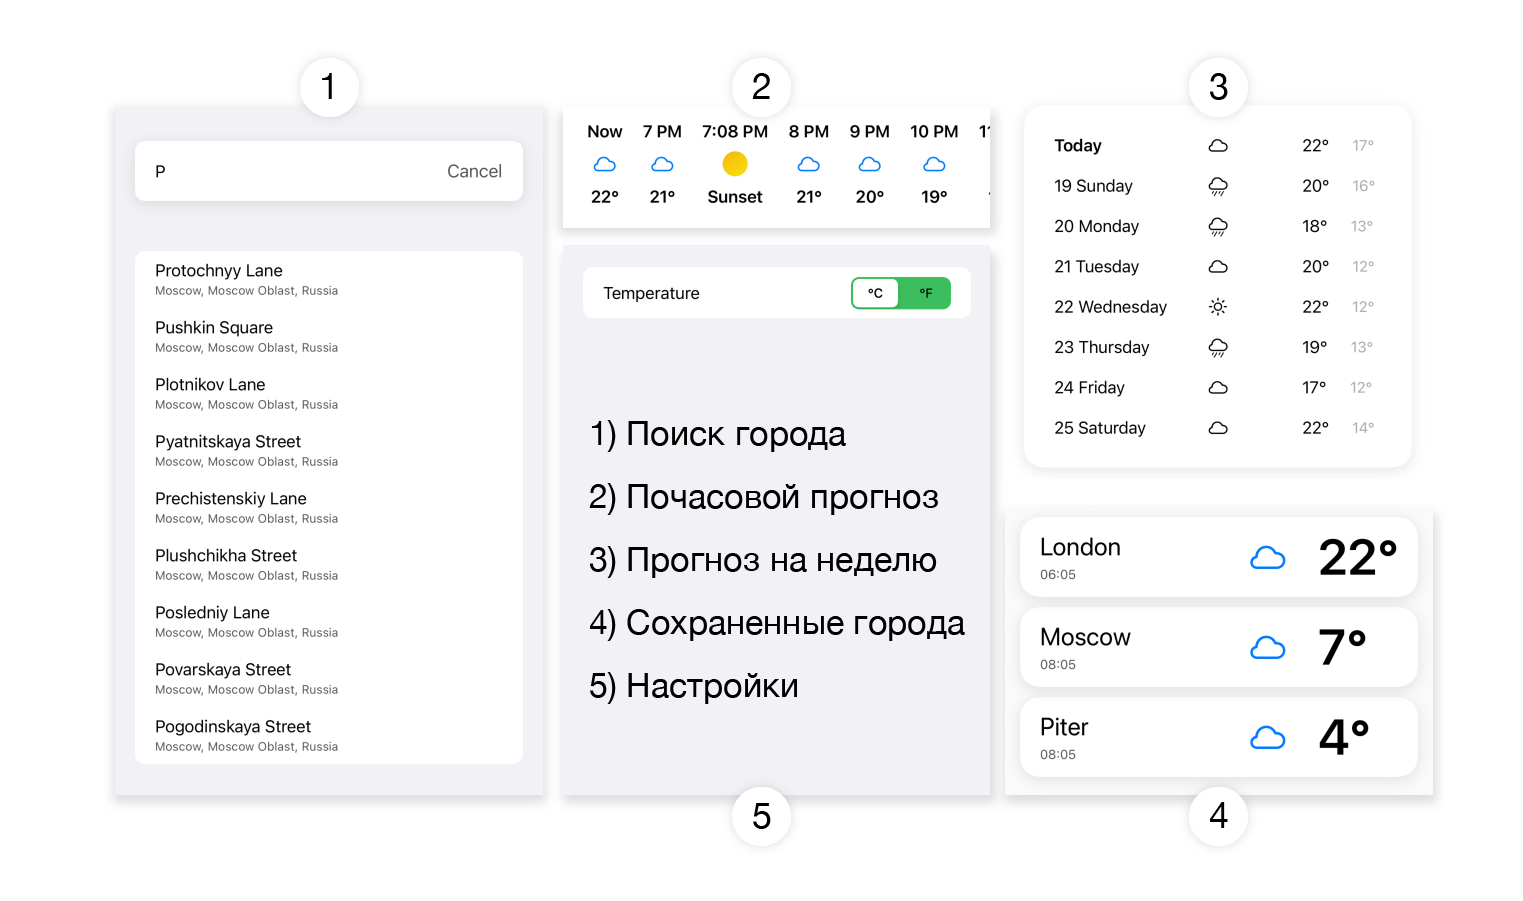 1
P Cancel
Protochnyy Lane
Moscow, Moscow Oblast, Russia
Pushkin Square
Moscow, Moscow Oblast, Russia
Plotnikov Lane
Moscow, Moscow Oblast, Russia
Pyatnitskaya Street
Moscow, Moscow Oblast, Russia
Prechistenskiy Lane
Moscow, Moscow Oblast, Russia
Plushchikha Street
Moscow, Moscow Oblast, Russia
Posledniy Lane
Moscow, Moscow Oblast, Russia
Povarskaya Street
Moscow, Moscow Oblast, Russia
Pogodinskaya Street
Moscow, Moscow Oblast, Russia
2
Now 7 PM 7:08 PM 8 PM 9 PM 10 PM
22° 21° Sunset 21° 20° 19°
Temperature °C °F
1) Поиск города
2) Почасовой прогноз
3) Прогноз на неделю
4) Сохраненные города
5) Настройки
5
3
Today 22° 17°
19 Sunday 20° 16°
20 Monday 18° 13°
21 Tuesday 20° 12°
22 Wednesday 22° 12°
23 Thursday 19° 13°
24 Friday 17° 12°
25 Saturday 22° 14°
London 22°
06:05
Moscow 7°
08:05
Piter 4°
08:05
4